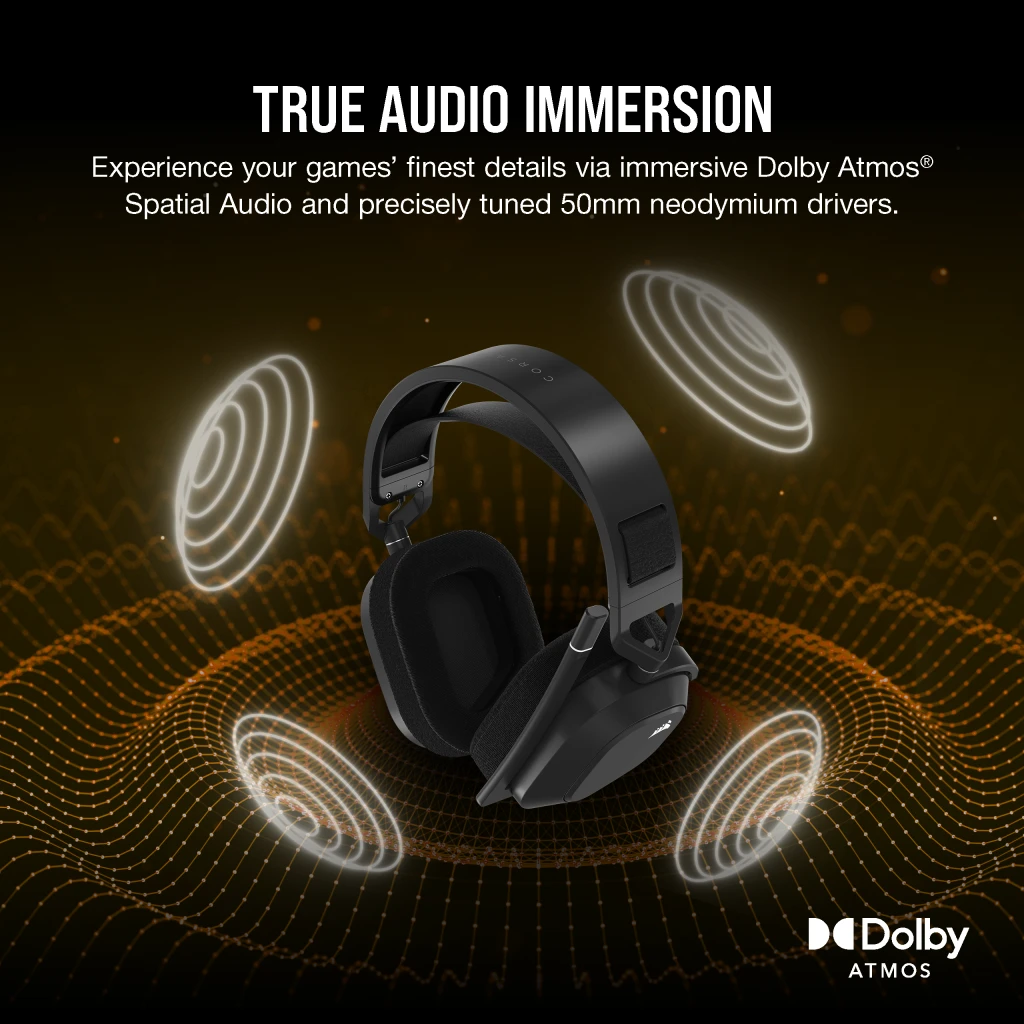 TRUE AUDIO IMMERSION
Experience your games’ finest details via immersive Dolby Atmos®
Spatial Audio and precisely tuned 50mm neodymium drivers.
Dolby
ATMOS